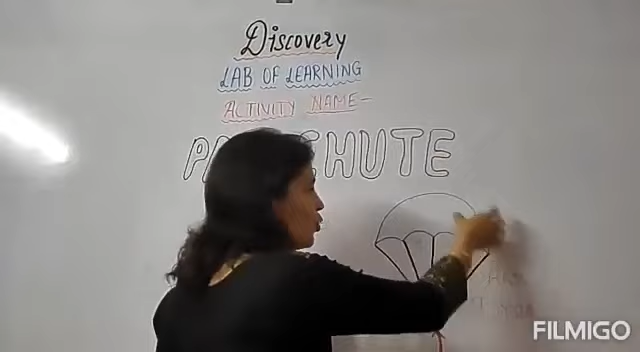 Discovery
LAB OF LEARNING
ACTIVITY NAME-
CHUTE
FILMIGO